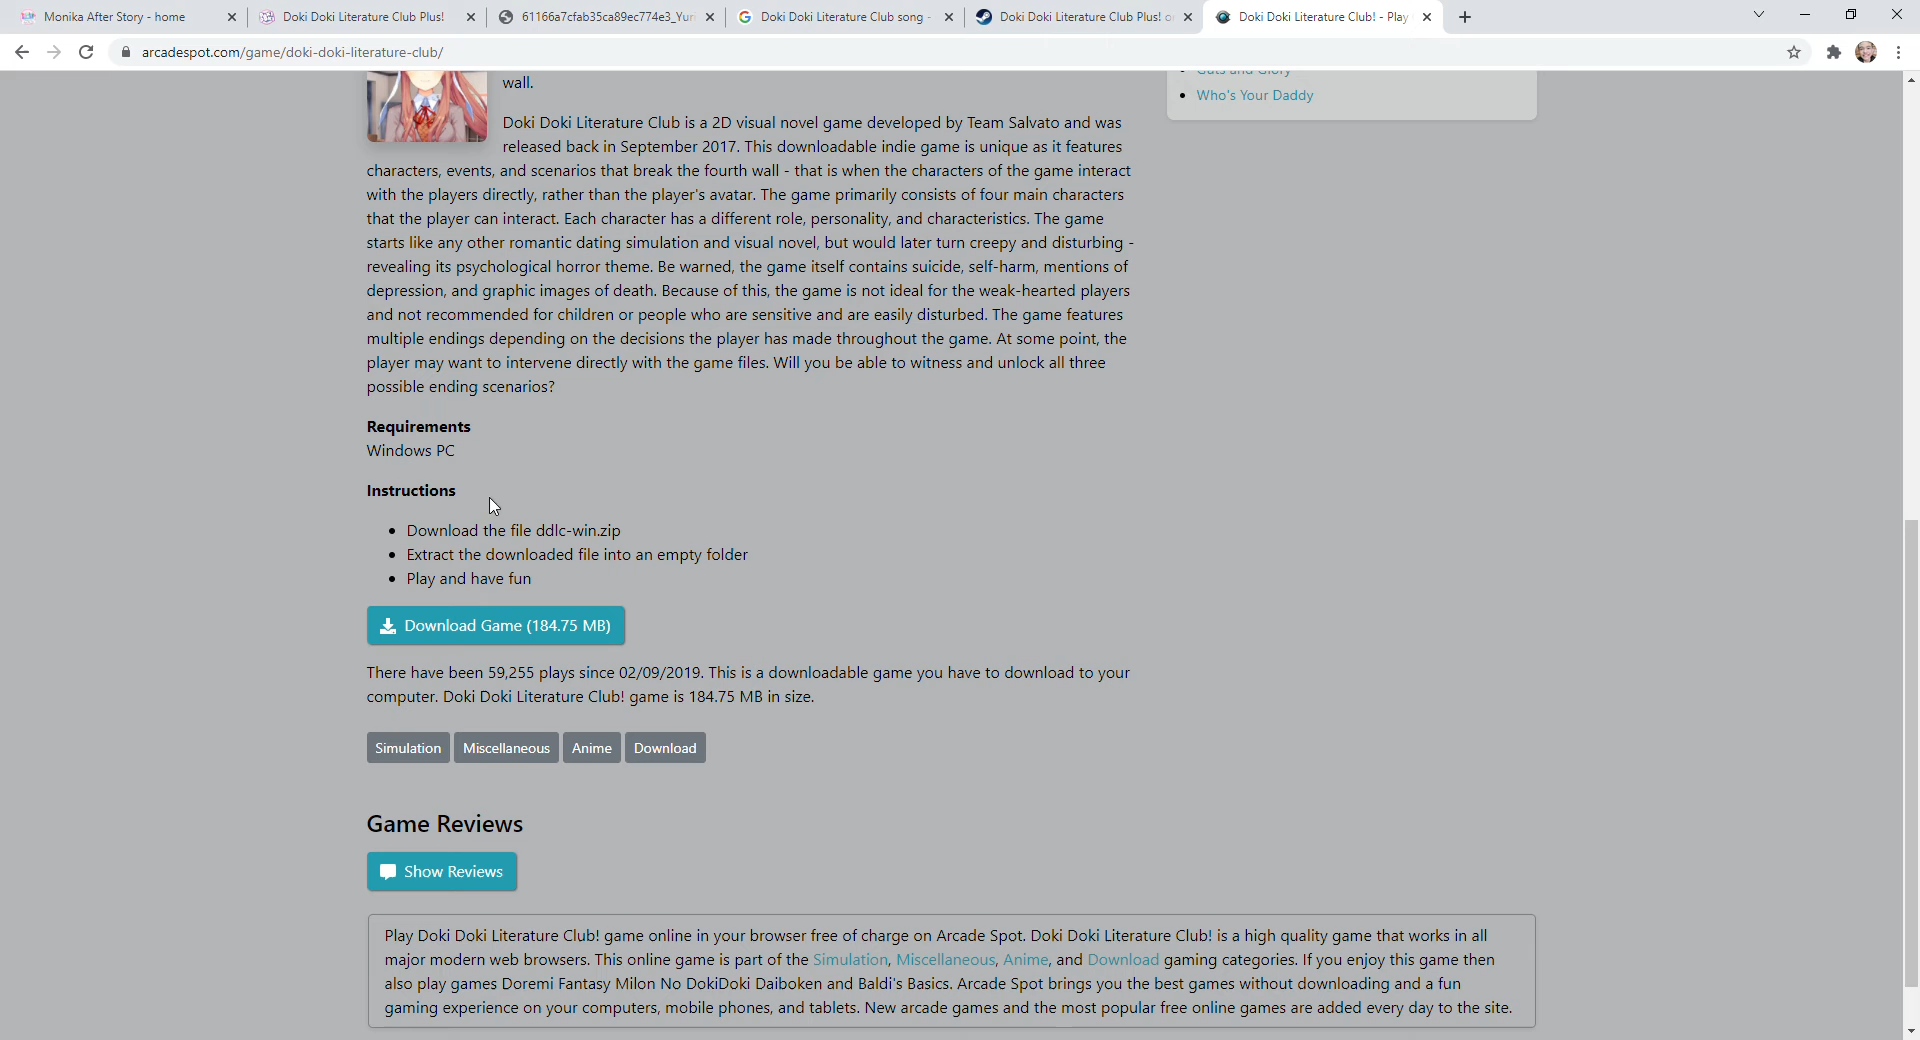 Monika After Story - home
Doki Doki Literature Club Plus!
61166a7cfab35ca89ec774e3_Yuri
Doki Doki Literature Club song -
Doki Doki Literature Club Plus! o
Doki Doki Literature Club! - Play
arcadespot.com/game/doki-doki-literature-club/
Guts and Glory
wall.
Who's Your Daddy
Doki Doki Literature Club is a 2D visual novel game developed by Team Salvato and was
released back in September 2017. This downloadable indie game is unique as it features
characters, events, and scenarios that break the fourth wall - that is when the characters of the game interact
with the players directly, rather than the player's avatar. The game primarily consists of four main characters
that the player can interact. Each character has a different role, personality, and characteristics. The game
starts like any other romantic dating simulation and visual novel, but would later turn creepy and disturbing -
revealing its psychological horror theme. Be warned, the game itself contains suicide, self-harm, mentions of
depression, and graphic images of death. Because of this, the game is not ideal for the weak-hearted players
and not recommended for children or people who are sensitive and are easily disturbed. The game features
multiple endings depending on the decisions the player has made throughout the game. At some point, the
player may want to intervene directly with the game files. Will you be able to witness and unlock all three
possible ending scenarios?
Requirements
Windows PC
Instructions
Download the file ddlc-win.zip
Extract the downloaded file into an empty folder
Play and have fun
Download Game (184.75 MB)
There have been 59,255 plays since 02/09/2019. This is a downloadable game you have to download to your
computer. Doki Doki Literature Club! game is 184.75 MB in size.
Simulation Miscellaneous Anime Download
Game Reviews
Show Reviews
Play Doki Doki Literature Club! game online in your browser free of charge on Arcade Spot. Doki Doki Literature Club! is a high quality game that works in all
major modern web browsers. This online game is part of the Simulation, Miscellaneous, Anime, and Download gaming categories. If you enjoy this game then
also play games Doremi Fantasy Milon No DokiDoki Daiboken and Baldi's Basics. Arcade Spot brings you the best games without downloading and a fun
gaming experience on your computers, mobile phones, and tablets. New arcade games and the most popular free online games are added every day to the site.